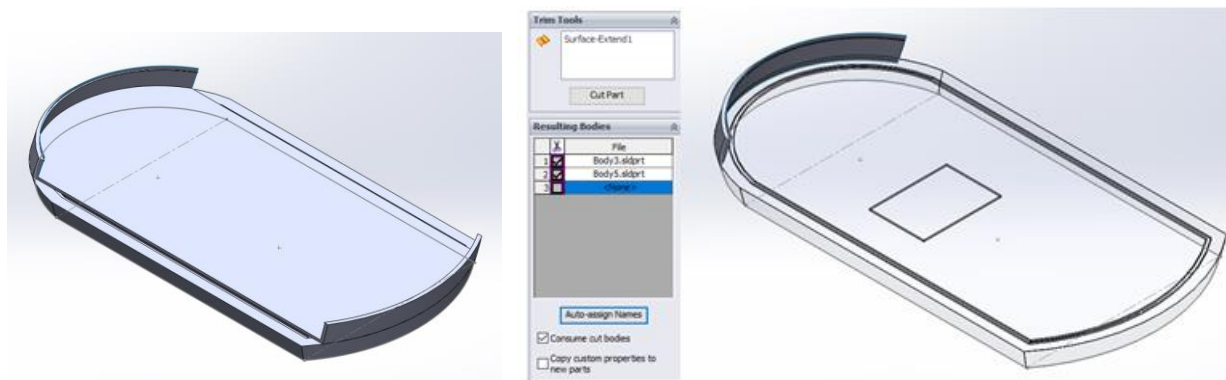 Trim Tools
Surface-Extend1
Cut Part
Resulting Bodies
File
1 Body3.sldprt
2 Body5.sldprt
3 <None>
Auto-assign Names
Consume cut bodies
Copy custom properties to
new parts